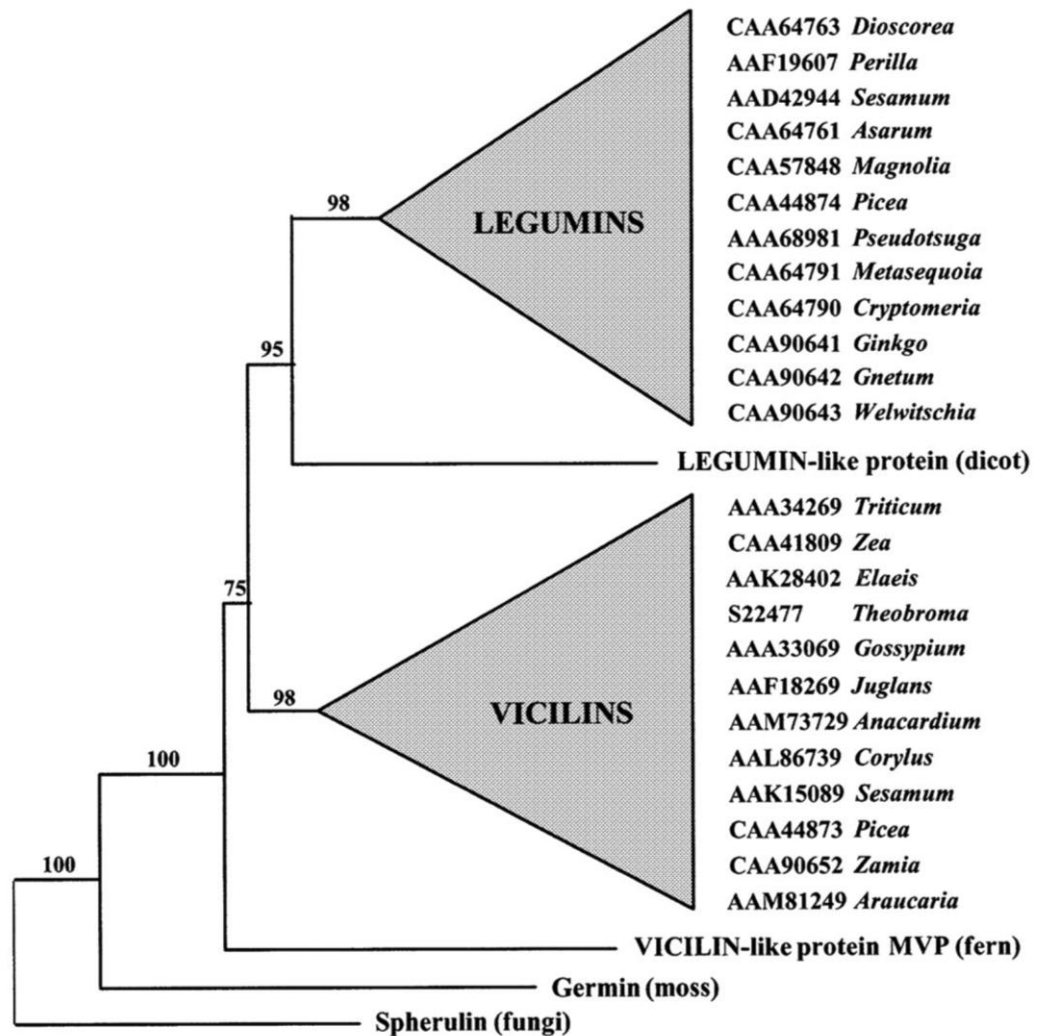 CAA64763 Dioscorea
AAF19607 Perilla
AAD42944 Sesamum
CAA64761 Asarum
CAA57848 Magnolia
98
CAA44874 Picea
LEGUMINS
AAA68981 Pseudotsuga
CAA64791 Metasequoia
CAA64790 Cryptomeria
CAA90641 Ginkgo
95
CAA90642 Gnetum
CAA90643 Welwitschia
LEGUMIN-like protein (dicot)
AAA34269 Triticum
CAA41809 Zea
AAK28402 Elaeis
75
S22477 Theobroma
AAA33069 Gossypium
AAF18269 Juglans
98
VICILINS
AAM73729 Anacardium
AAL86739 Corylus
100
AAK15089 Sesamum
CAA44873 Picea
100
CAA90652 Zamia
AAM81249 Araucaria
VICILIN-like protein MVP (fern)
Germin (moss)
Spherulin (fungi)